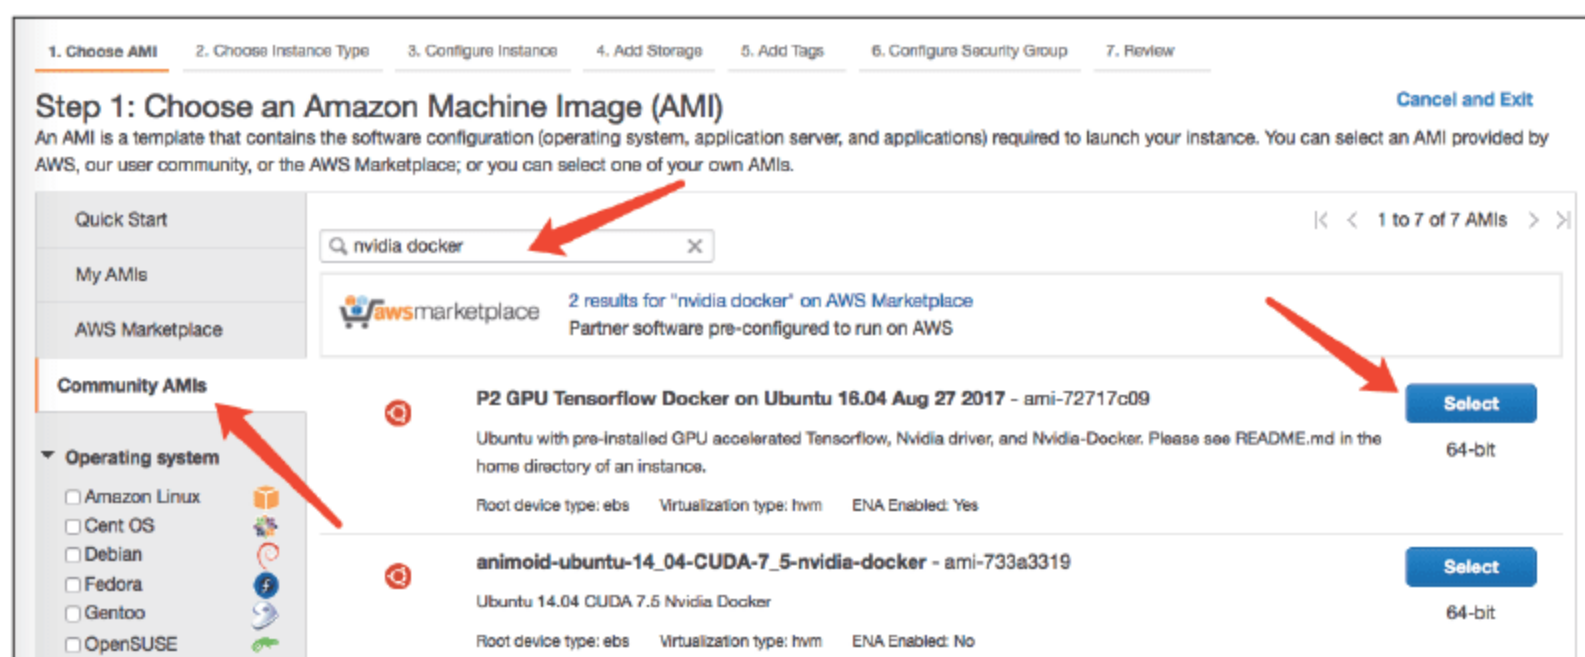 1. Choose AMI 2. Choose Instance Type 3. Configure Instance 4. Add Storage 5. Add Tags 6. Configure Security Group 7. Review
Step 1: Choose an Amazon Machine Image (AMI)
Cancel and Exit
An AMI is a template that contains the software configuration (operating system, application server, and applications) required to launch your instance. You can select an AMI provided by
AWS, our user community, or the AWS Marketplace; or you can select one of your own AMIs.
Quick Start
My AMIs
AWS Marketplace
Community AMIs
Operating system
Amazon Linux
Cent OS
Debian
Fedora
Gentoo
OpenSUSE
nvidia docker
1 to 7 of 7 AMIs
awsmarketplace
2 results for "nvidia docker" on AWS Marketplace
Partner software pre-configured to run on AWS
P2 GPU Tensorflow Docker on Ubuntu 16.04 Aug 27 2017 - ami-72717c09
Select
Ubuntu with pre-installed GPU accelerated Tensorflow, Nvidia driver, and Nvidia-Docker. Please see README.md in the
home directory of an instance.
64-bit
Root device type: ebs Virtualization type: hvm ENA Enabled: Yes
animoid-ubuntu-14_04-CUDA-7_5-nvidia-docker - ami-733a3319
Select
Ubuntu 14.04 CUDA 7.5 Nvidia Docker
64-bit
Root device type: ebs Virtualization type: hvm ENA Enabled: No